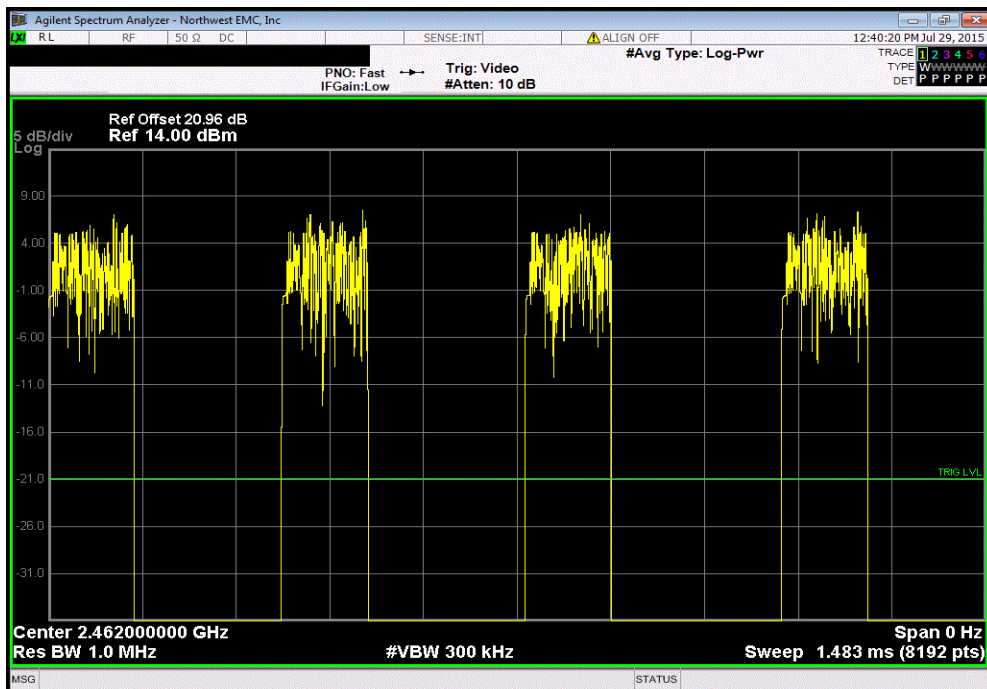 Agilent Spectrum Analyzer - Northwest EMC, Inc
LXI RL RF 50 Ω DC SENSE:INT ALIGN OFF 12:40:20 PM Jul 29, 2015
#Avg Type: Log-Pwr
TRACE 1 2 3 4 5 6
PNO: Fast Trig: Video TYPE WWWWWW
IFGain:Low #Atten: 10 dB DET P P P P P P
Ref Offset 20.96 dB
5 dB/div Ref 14.00 dBm
Log
9.00
4.00
-1.00
-6.00
-11.0
-16.0
TRIG LVL
-21.0
-26.0
-31.0
Center 2.462000000 GHz Span 0 Hz
Res BW 1.0 MHz #VBW 300 kHz Sweep 1.483 ms (8192 pts)
MSG STATUS